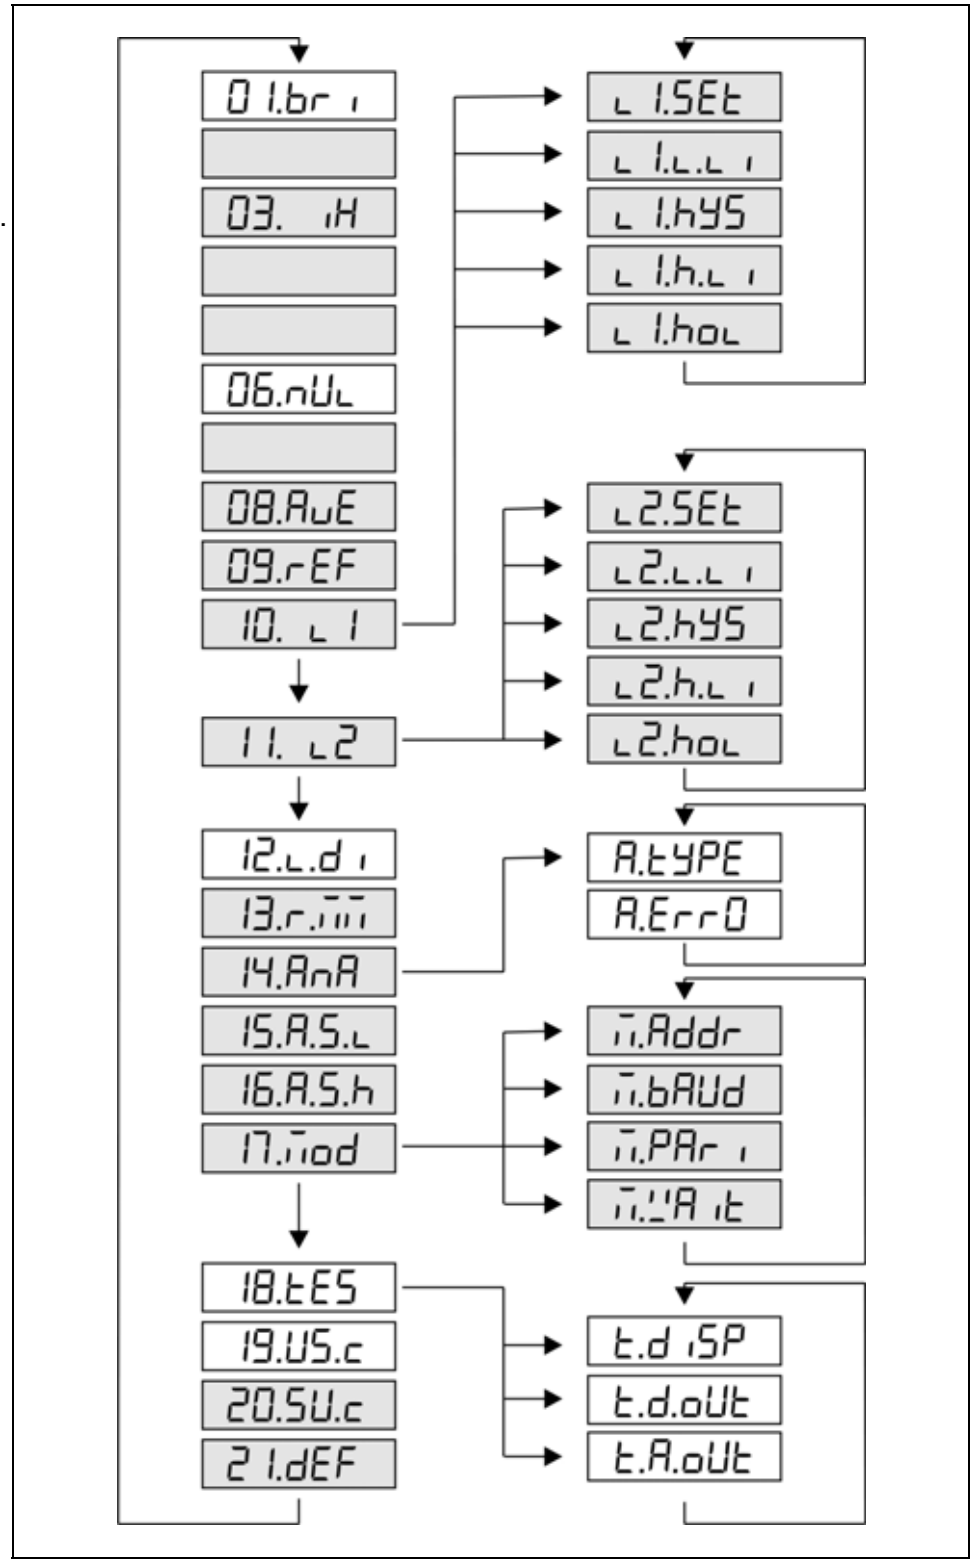 01.bri
03. iH
06.nUL
08.AvE
09.rEF
10. L1
11. L2
12.L.di
13.r.mm
14.AnA
15.A.S.L
16.A.S.h
17.mod
18.tES
19.US.c
20.SU.c
21.dEF
L1.SEt
L1.L.Li
L1.hYS
L1.h.Li
L1.hoL
L2.SEt
L2.L.Li
L2.hYS
L2.h.Li
L2.hoL
A.tYPE
A.Err0
m.Addr
m.bAUd
m.PAri
m.WAit
t.diSP
t.d.oUt
t.A.oUt